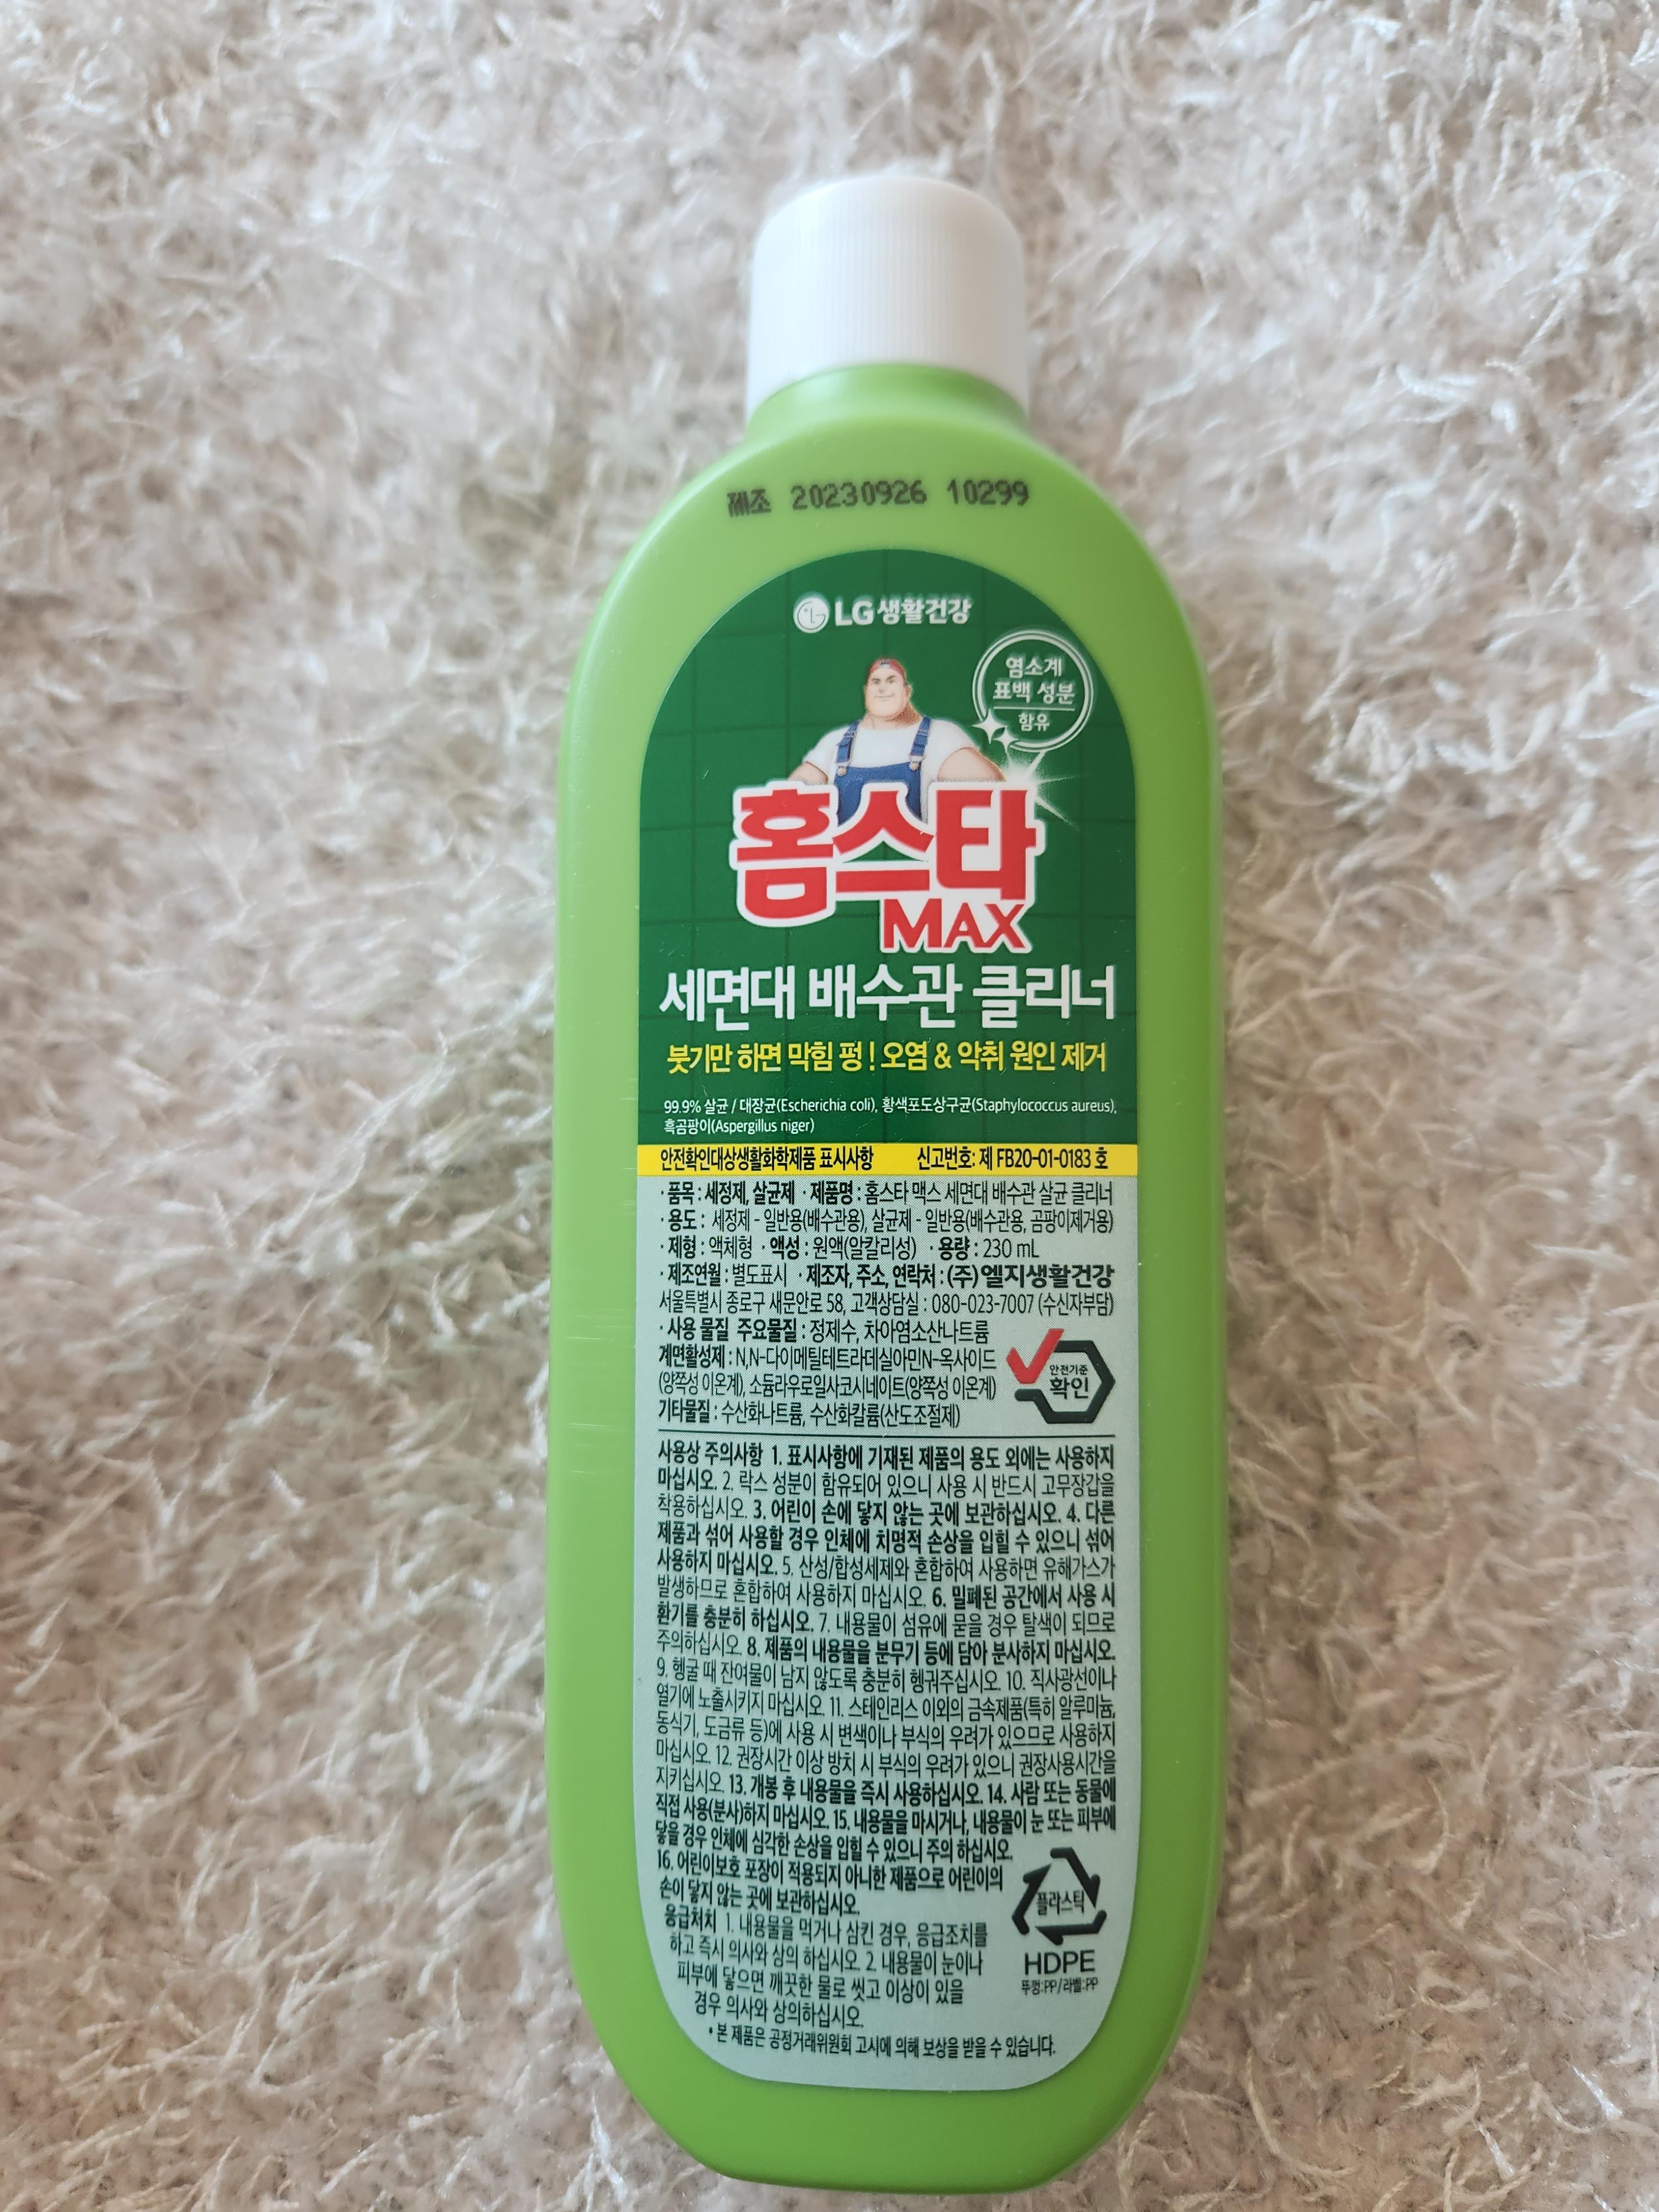 제조 20230926 10299
LG 생활건강
염소계
표백 성분
함유
홈스타
MAX
세면대 배수관 클리너
붓기만 하면 막힘 펑! 오염 & 악취 원인 제거
99.9% 살균 / 대장균(Escherichia coli), 황색포도상구균(Staphylococcus aureus),
흑곰팡이(Aspergillus niger)
안전확인대상생활화학제품 표시사항 신고번호: 제 FB20-01-0183 호
· 품목 : 세정제, 살균제 · 제품명 : 홈스타 맥스 세면대 배수관 살균 클리너
· 용도 : 세정제 - 일반용(배수관용), 살균제 - 일반용(배수관용, 곰팡이제거용)
· 제형 : 액체형 · 액성 : 원액(알칼리성) · 용량 : 230 mL
· 제조연월 : 별도표시 · 제조자, 주소, 연락처 : (주)엘지생활건강
서울특별시 종로구 새문안로 58, 고객상담실 : 080-023-7007 (수신자부담)
· 사용 물질 주요물질 : 정제수, 차아염소산나트륨
계면활성제 : N,N-다이메틸테트라데실아민N-옥사이드
(양쪽성 이온계), 소듐라우로일사코시네이트(양쪽성 이온계)
기타물질 : 수산화나트륨, 수산화칼륨(산도조절제)
안전기준
확인
사용상 주의사항 1. 표시사항에 기재된 제품의 용도 외에는 사용하지
마십시오. 2. 락스 성분이 함유되어 있으니 사용 시 반드시 고무장갑을
착용하십시오. 3. 어린이 손에 닿지 않는 곳에 보관하십시오. 4. 다른
제품과 섞어 사용할 경우 인체에 치명적 손상을 입힐 수 있으니 섞어
사용하지 마십시오. 5. 산성/합성세제와 혼합하여 사용하면 유해가스가
발생하므로 혼합하여 사용하지 마십시오. 6. 밀폐된 공간에서 사용 시
환기를 충분히 하십시오. 7. 내용물이 섬유에 묻을 경우 탈색이 되므로
주의하십시오. 8. 제품의 내용물을 분무기 등에 담아 분사하지 마십시오.
9. 헹굴 때 잔여물이 남지 않도록 충분히 헹궈주십시오. 10. 직사광선이나
열기에 노출시키지 마십시오. 11. 스테인리스 이외의 금속제품(특히 알루미늄,
동식기, 도금류 등)에 사용 시 변색이나 부식의 우려가 있으므로 사용하지
마십시오. 12. 권장시간 이상 방치 시 부식의 우려가 있으니 권장사용시간을
지키십시오. 13. 개봉 후 내용물을 즉시 사용하십시오. 14. 사람 또는 동물에
직접 사용(분사)하지 마십시오. 15. 내용물을 마시거나, 내용물이 눈 또는 피부에
닿을 경우 인체에 심각한 손상을 입힐 수 있으니 주의 하십시오.
16. 어린이보호 포장이 적용되지 아니한 제품으로 어린이의
손이 닿지 않는 곳에 보관하십시오.
응급처치 1. 내용물을 먹거나 삼킨 경우, 응급조치를
하고 즉시 의사와 상의 하십시오. 2. 내용물이 눈이나
피부에 닿으면 깨끗한 물로 씻고 이상이 있을
경우 의사와 상의하십시오.
플라스틱
HDPE
뚜껑:PP/라벨:PP
* 본 제품은 공정거래위원회 고시에 의해 보상을 받을 수 있습니다.